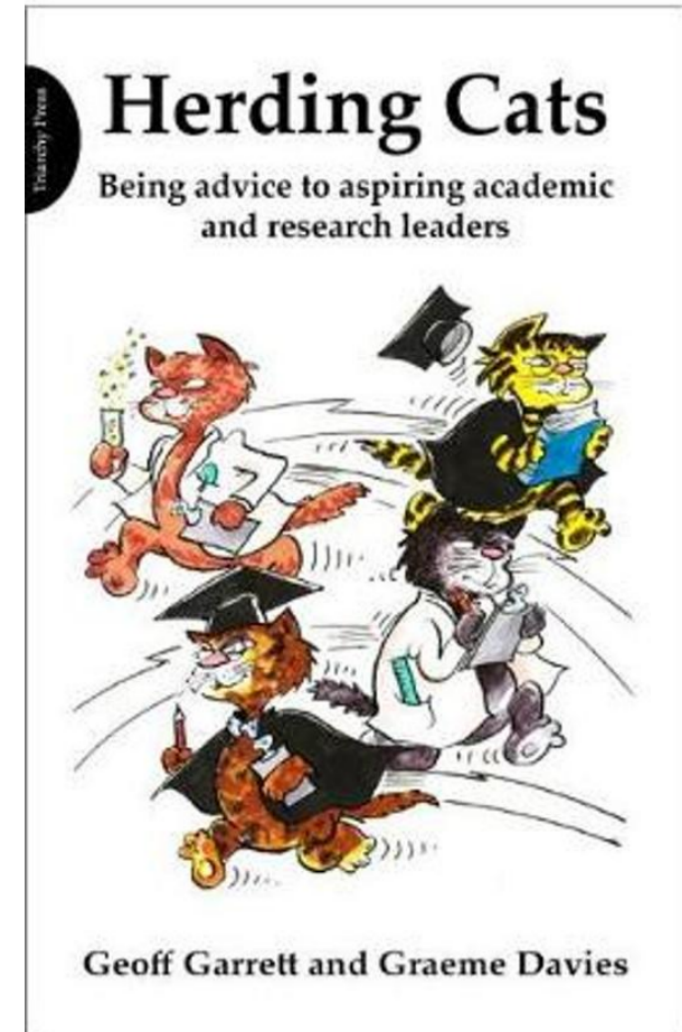 Triarchy Press
Herding Cats
Being advice to aspiring academic
and research leaders
Geoff Garrett and Graeme Davies